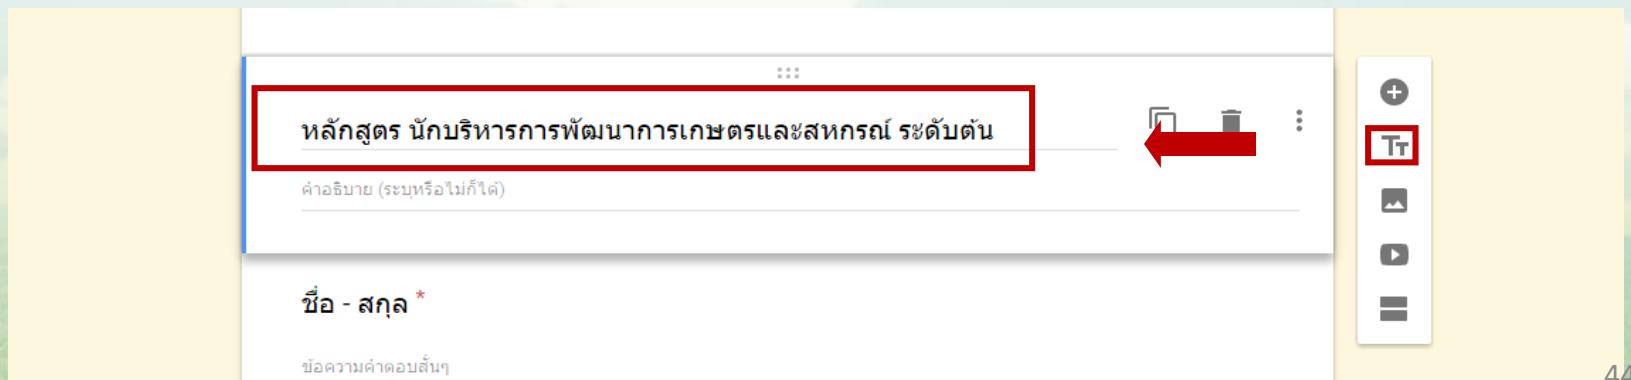 หลักสูตร นักบริหารการพัฒนาการเกษตรและสหกรณ์ ระดับต้น
คำอธิบาย (ระบุหรือไม่ก็ได้)
ชื่อ - สกุล *
ข้อความคำตอบสั้นๆ
44